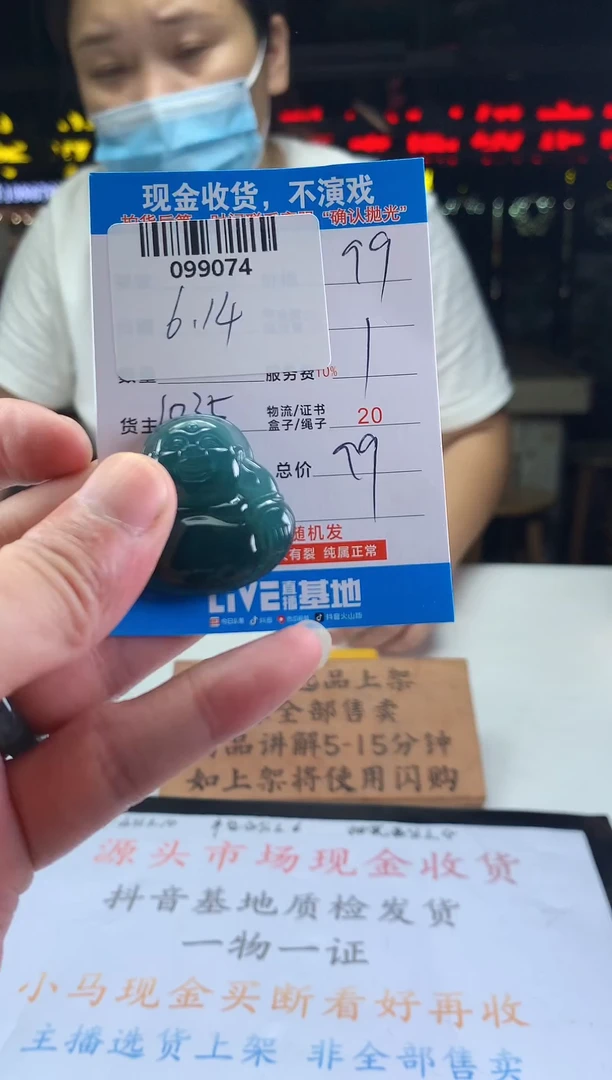 现金收货，不演戏
“确认抛光”
099074
99
6.14
1
服务费10%
货主 1035
物流/证书
盒子/绳子
20
总价 99
随机发
有裂 纯属正常
LIVE直播基地
品上架
全部售卖
品讲解5-15分钟
如上架将使用闪购
源头市场现金收货
抖音基地质检发货
一物一证
小马现金买断看好再收
主播选货上架 非全部售卖